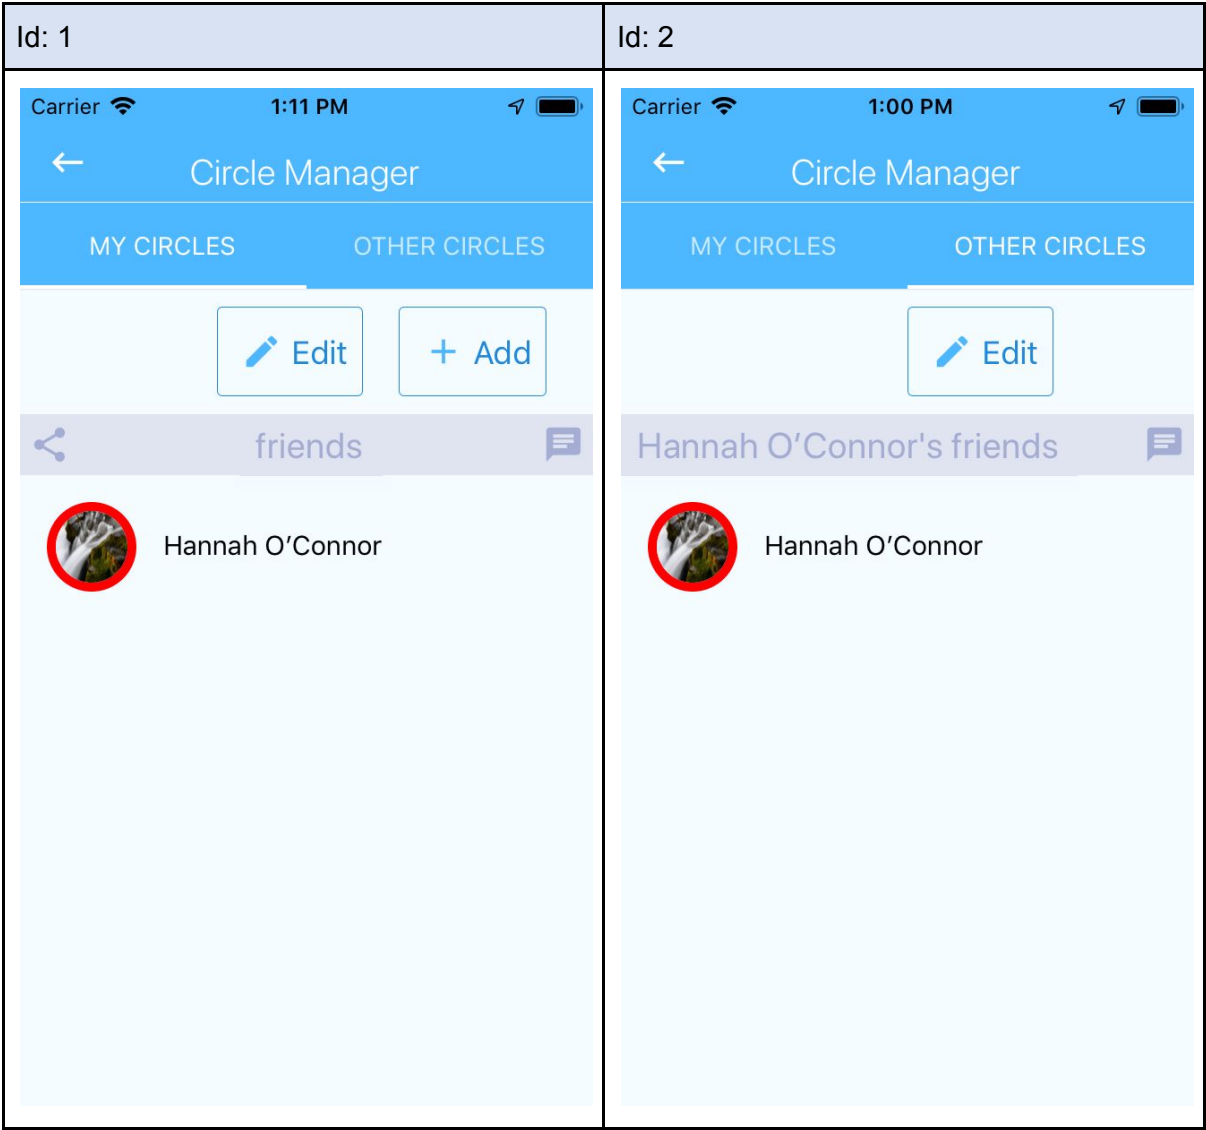 Id: 1
Carrier 1:11 PM
Circle Manager
MY CIRCLES OTHER CIRCLES
Edit Add
friends
Hannah O’Connor
Id: 2
Carrier 1:00 PM
Circle Manager
MY CIRCLES OTHER CIRCLES
Edit
Hannah O’Connor's friends
Hannah O’Connor